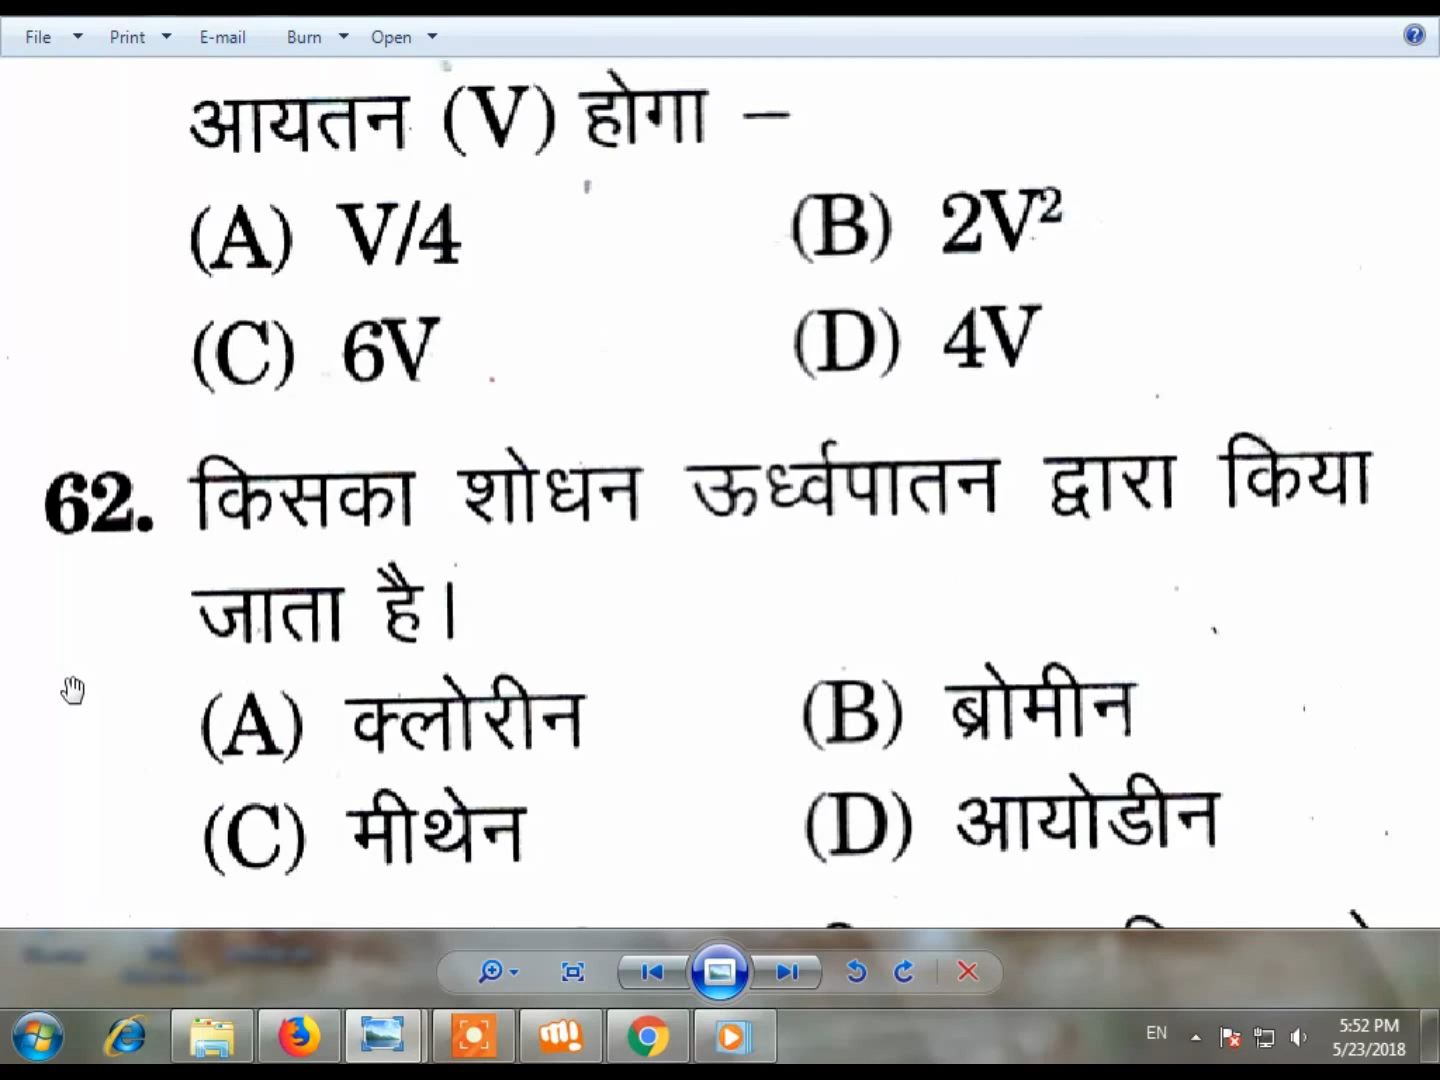 File Print E-mail Burn Open
आयतन (V) होगा –
(A) V/4 (B) 2V²
(C) 6V (D) 4V
62. किसका शोधन ऊर्ध्वपातन द्वारा किया
जाता है।
(A) क्लोरीन (B) ब्रोमीन
(C) मीथेन (D) आयोडीन
EN 5:52 PM
5/23/2018